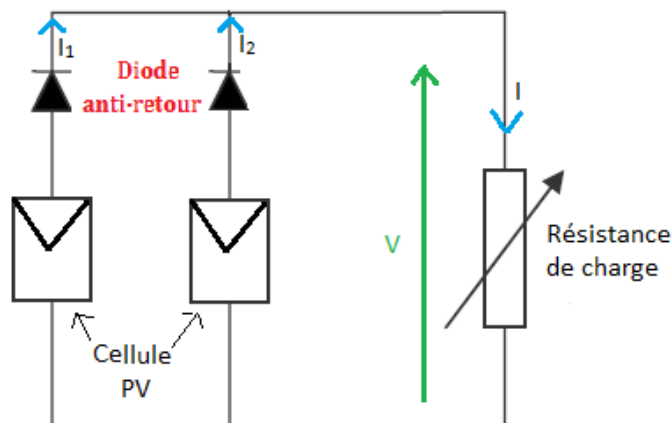 I1
I2
Diode
anti-retour
I
V
Résistance
de charge
Cellule
PV